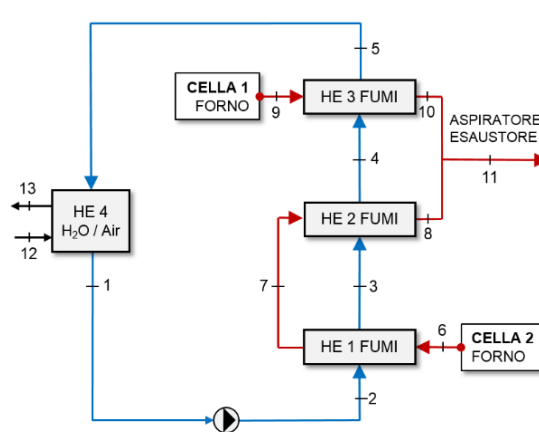 5
CELLA 1
FORNO
9
HE 3 FUMI
10
ASPIRATORE
ESAUSTORE
11
4
13
HE 4
H₂O / Air
12
HE 2 FUMI
8
1
7
3
6
CELLA 2
FORNO
HE 1 FUMI
2